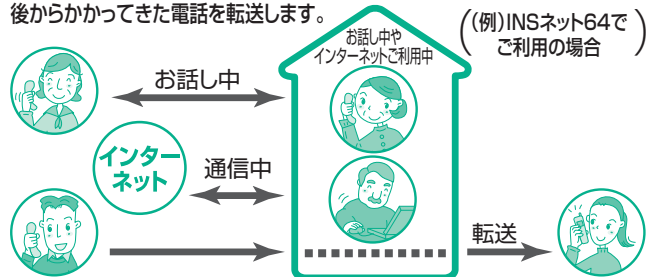 後からかかってきた電話を転送します。
お話し中や
インターネットご利用中
(例)INSネット64で
ご利用の場合
お話し中
インター
ネット
通信中
転送